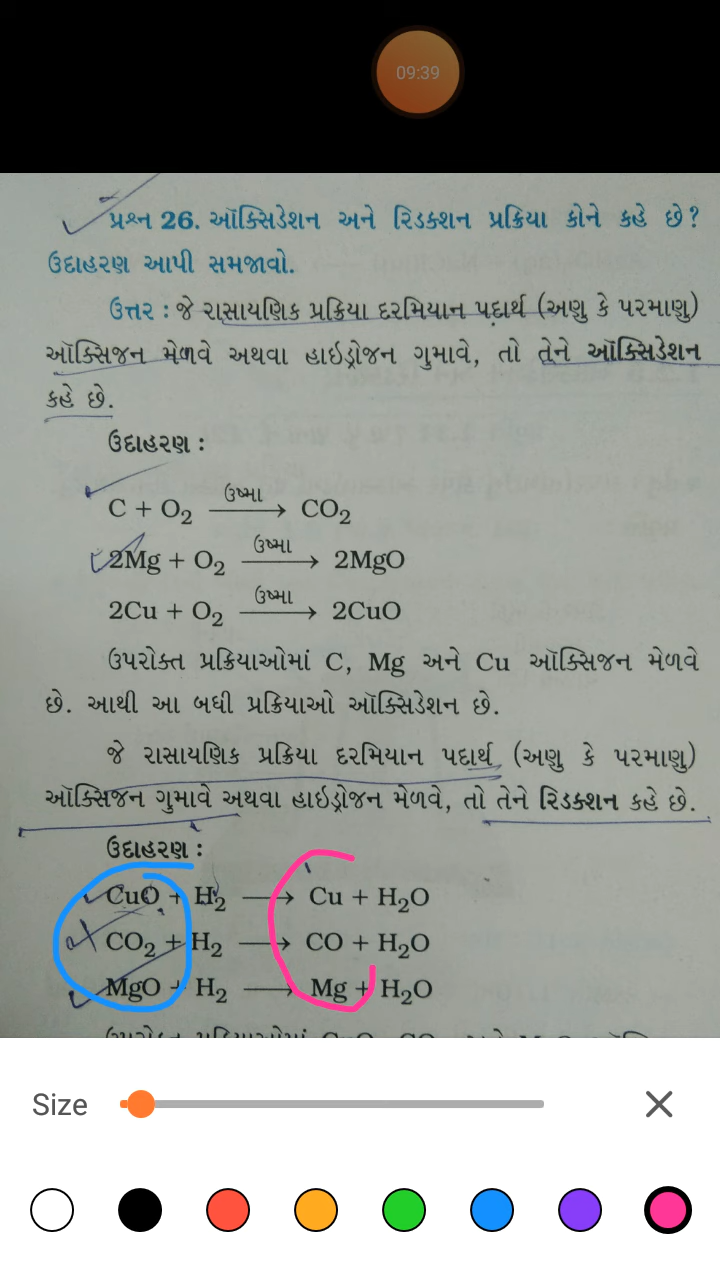 09:39
પ્રશ્ન 26. ઑક્સિડેશન અને રિડક્શન પ્રક્રિયા કોને કહે છે?
ઉદાહરણ આપી સમજાવો.
ઉત્તર : જે રાસાયણિક પ્રક્રિયા દરમિયાન પદાર્થ (અણુ કે પરમાણુ)
ઑક્સિજન મેળવે અથવા હાઇડ્રોજન ગુમાવે, તો તેને ઑક્સિડેશન
કહે છે.
ઉદાહરણ :
C + O₂ —ઉષ્મા→ CO₂
2Mg + O₂ —ઉષ્મા→ 2MgO
2Cu + O₂ —ઉષ્મા→ 2CuO
ઉપરોક્ત પ્રક્રિયાઓમાં C, Mg અને Cu ઑક્સિજન મેળવે
છે. આથી આ બધી પ્રક્રિયાઓ ઑક્સિડેશન છે.
જે રાસાયણિક પ્રક્રિયા દરમિયાન પદાર્થ (અણુ કે પરમાણુ)
ઑક્સિજન ગુમાવે અથવા હાઇડ્રોજન મેળવે, તો તેને રિડક્શન કહે છે.
ઉદાહરણ :
CuO + H₂ → Cu + H₂O
CO₂ + H₂ → CO + H₂O
MgO + H₂ → Mg + H₂O
Size